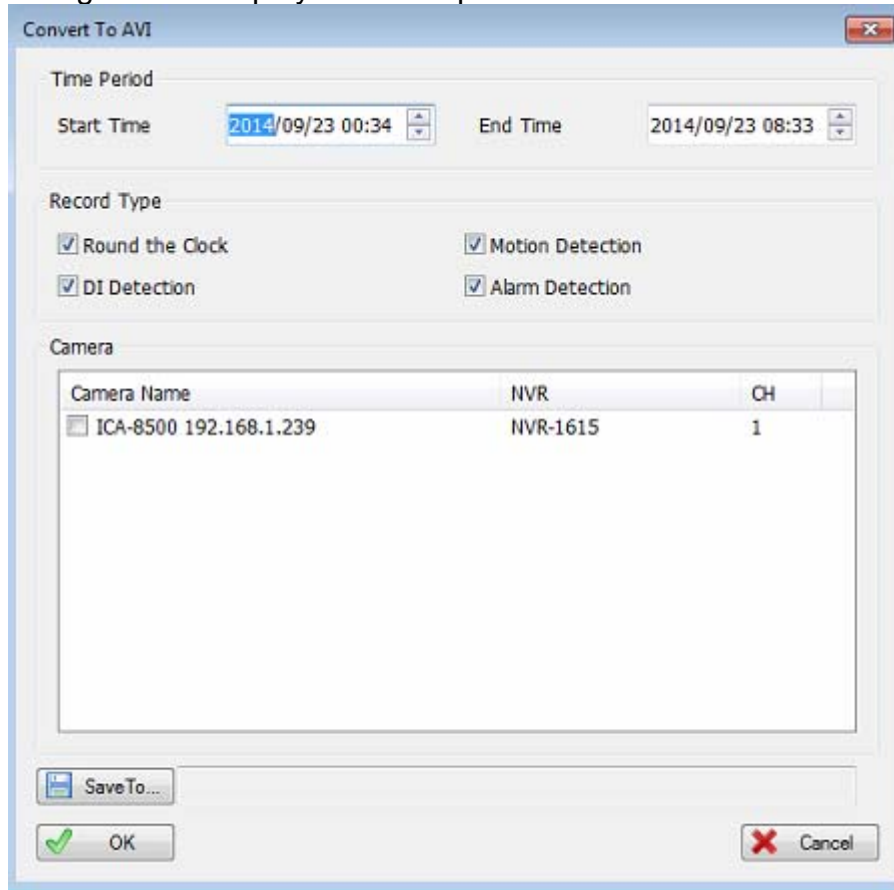 Convert To AVI
Time Period
Start Time 2014/09/23 00:34 End Time 2014/09/23 08:33
Record Type
Round the Clock Motion Detection
DI Detection Alarm Detection
Camera
Camera Name NVR CH
ICA-8500 192.168.1.239 NVR-1615 1
SaveTo...
OK Cancel